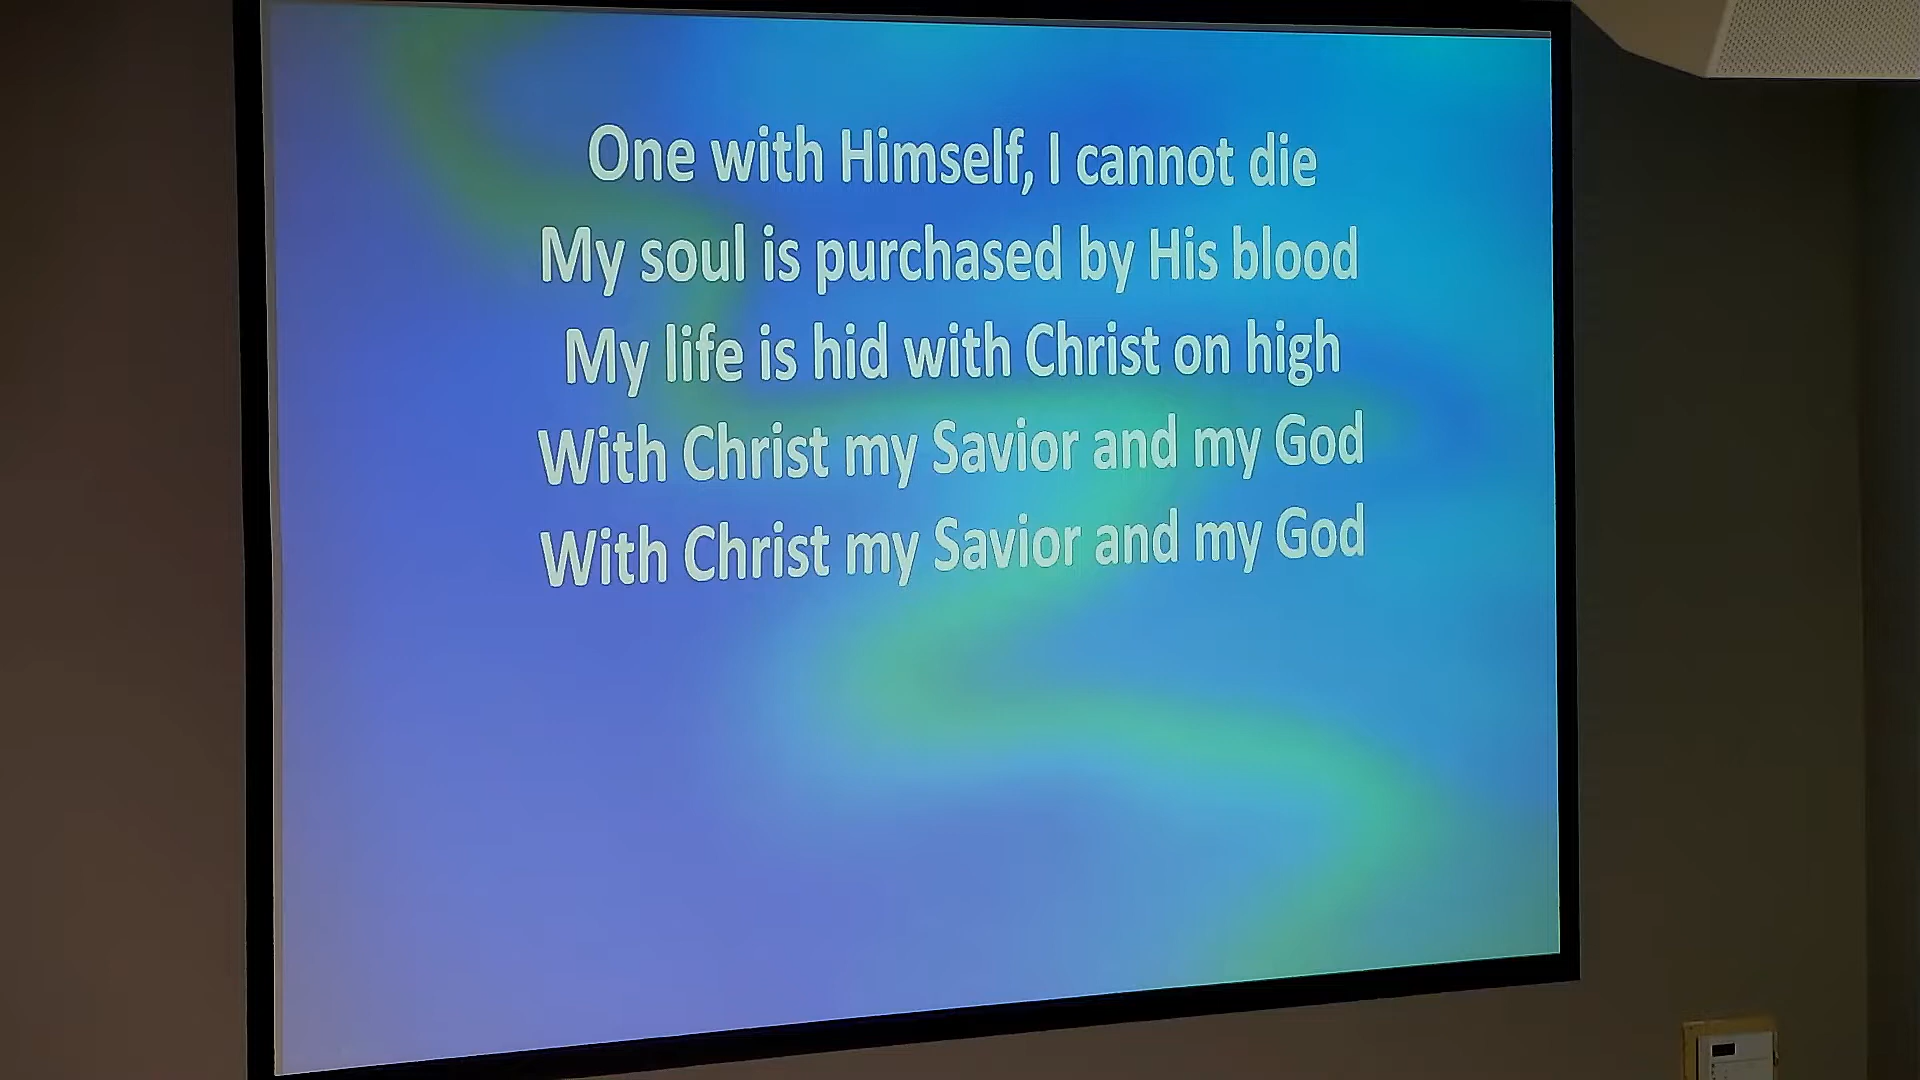 One with Himself, I cannot die
My soul is purchased by His blood
My life is hid with Christ on high
With Christ my Savior and my God
With Christ my Savior and my God